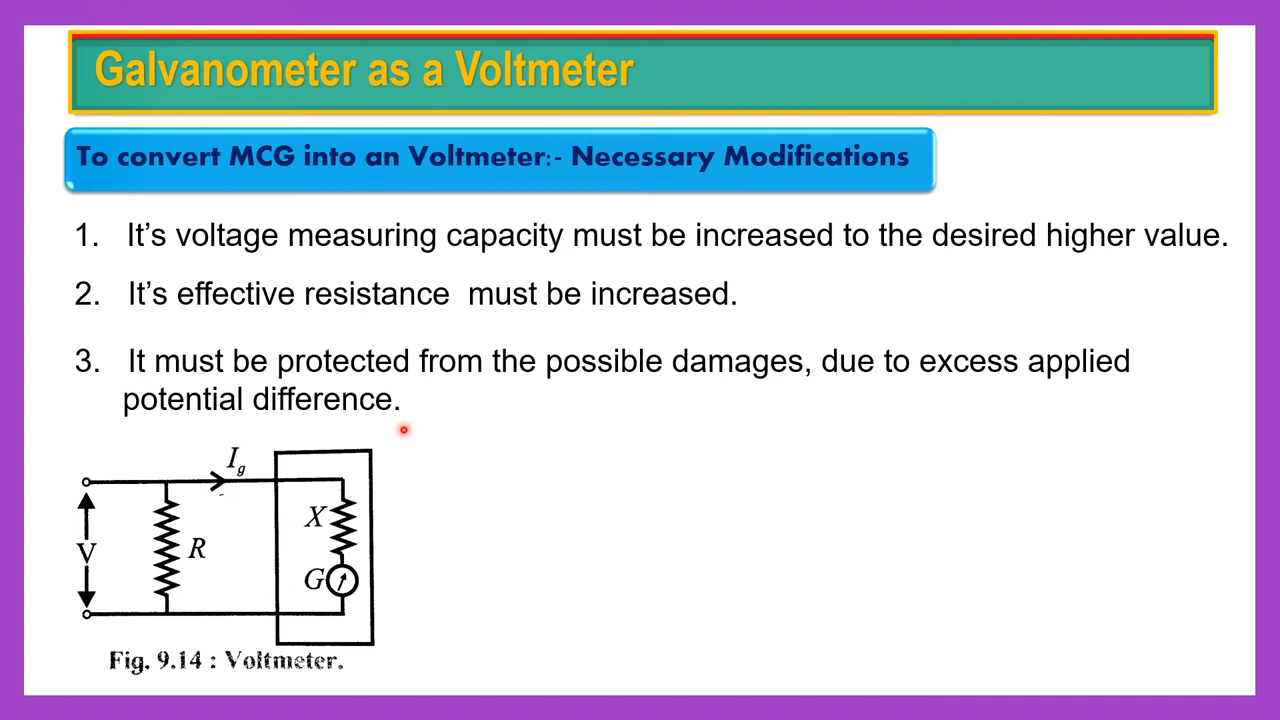 Galvanometer as a Voltmeter
To convert MCG into an Voltmeter:- Necessary Modifications
1. It’s voltage measuring capacity must be increased to the desired higher value.
2. It’s effective resistance must be increased.
3. It must be protected from the possible damages, due to excess applied
potential difference.
Ig
X
V
R
G
Fig. 9.14 : Voltmeter.